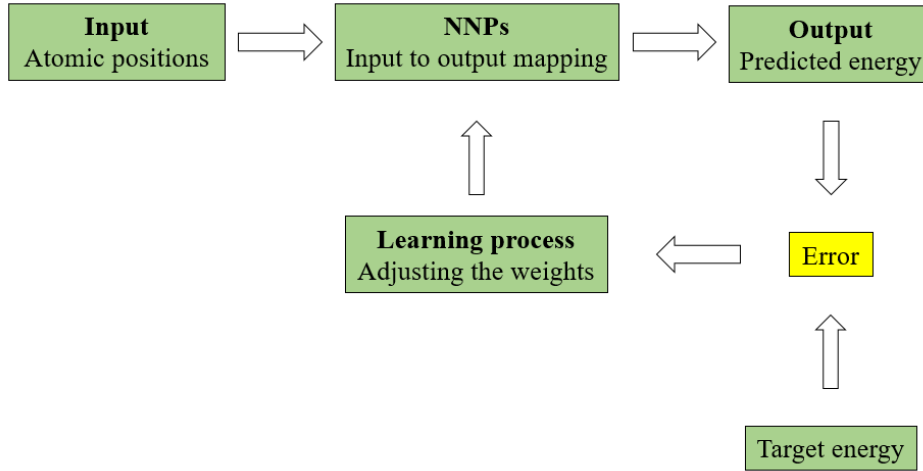 Input
Atomic positions
NNPs
Input to output mapping
Output
Predicted energy
Learning process
Adjusting the weights
Error
Target energy